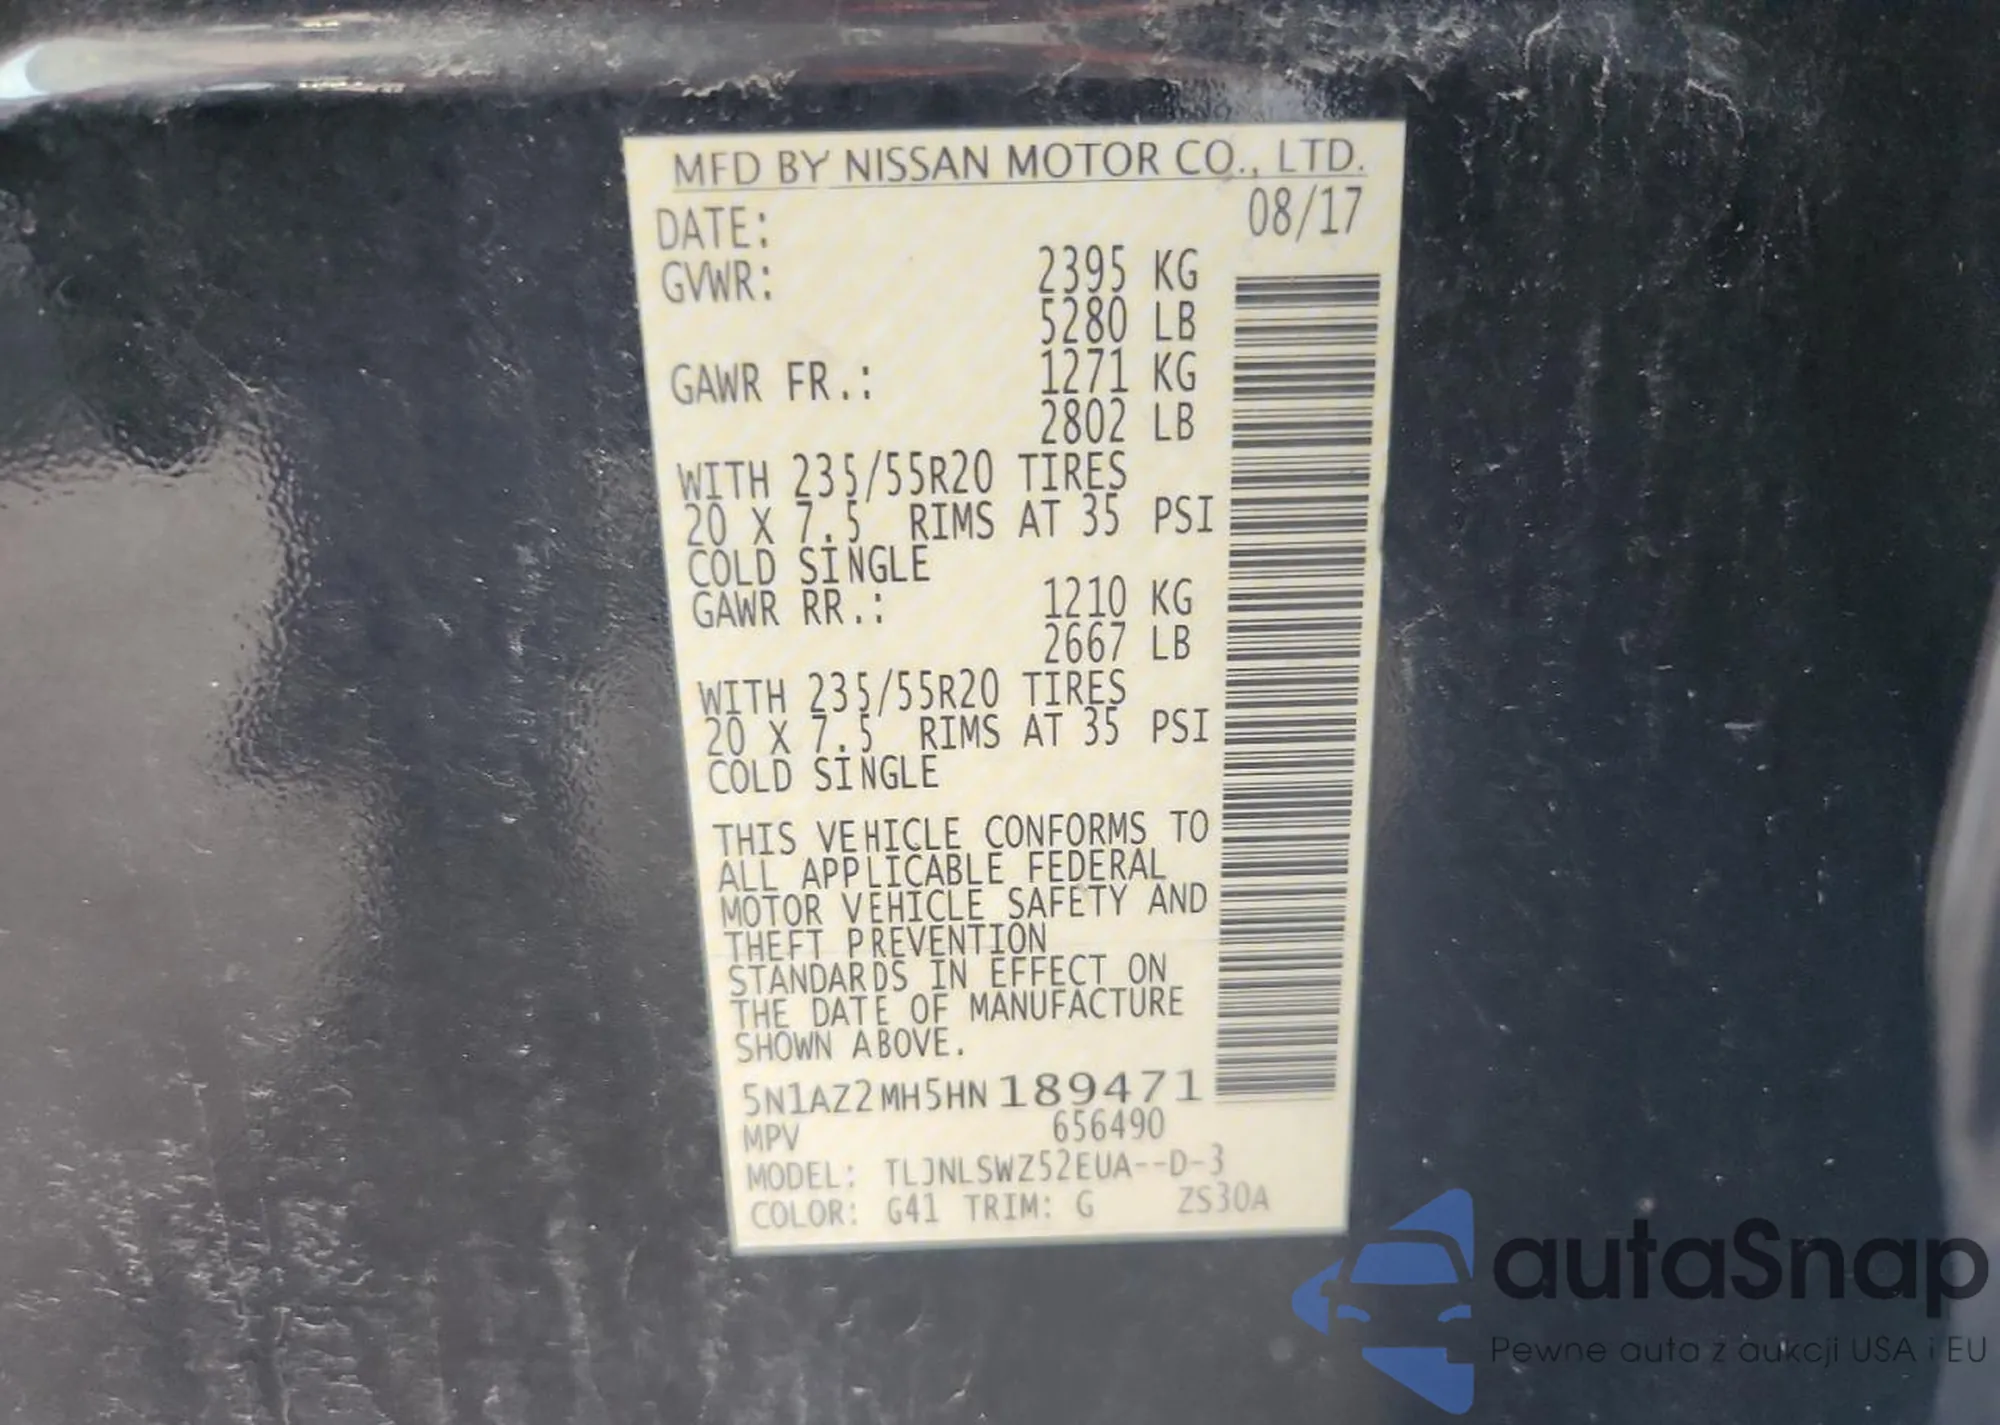 MFD BY NISSAN MOTOR CO., LTD.
DATE: 08/17
GVWR: 2395 KG
5280 LB
GAWR FR.: 1271 KG
2802 LB
WITH 235/55R20 TIRES
20 X 7.5 RIMS AT 35 PSI
COLD SINGLE
GAWR RR.: 1210 KG
2667 LB
WITH 235/55R20 TIRES
20 X 7.5 RIMS AT 35 PSI
COLD SINGLE
THIS VEHICLE CONFORMS TO
ALL APPLICABLE FEDERAL
MOTOR VEHICLE SAFETY AND
THEFT PREVENTION
STANDARDS IN EFFECT ON
THE DATE OF MANUFACTURE
SHOWN ABOVE.
5N1AZ2MH5HN189471
MPV 656490
MODEL: TLJNLSWZ52EUA--D-3
COLOR: G41 TRIM: G ZS30A
autaSnap
Pewne auta z aukcji USA i EU